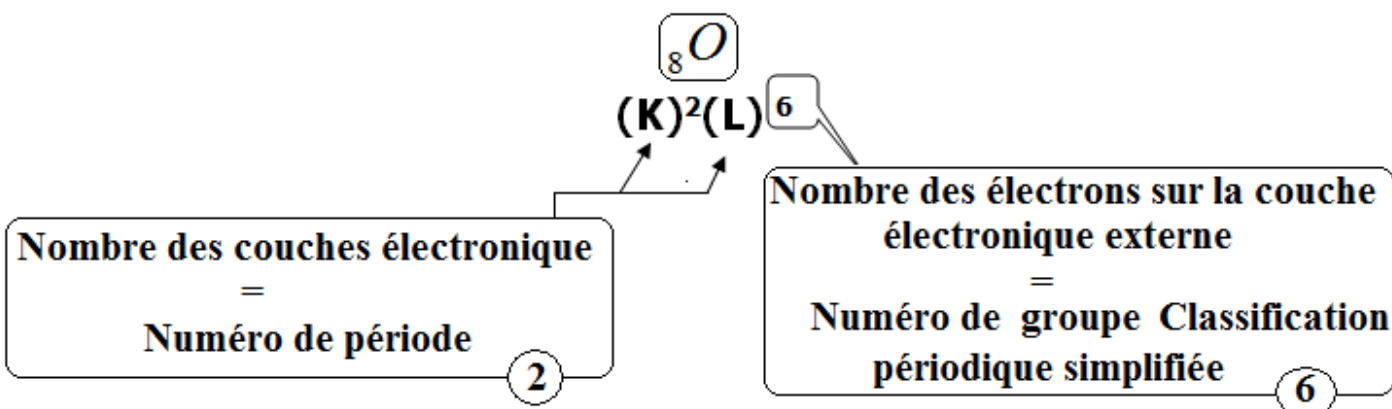 ₈O
(K)²(L)⁶
Nombre des couches électronique
=
Numéro de période
2
Nombre des électrons sur la couche
électronique externe
=
Numéro de groupe Classification
périodique simplifiée
6